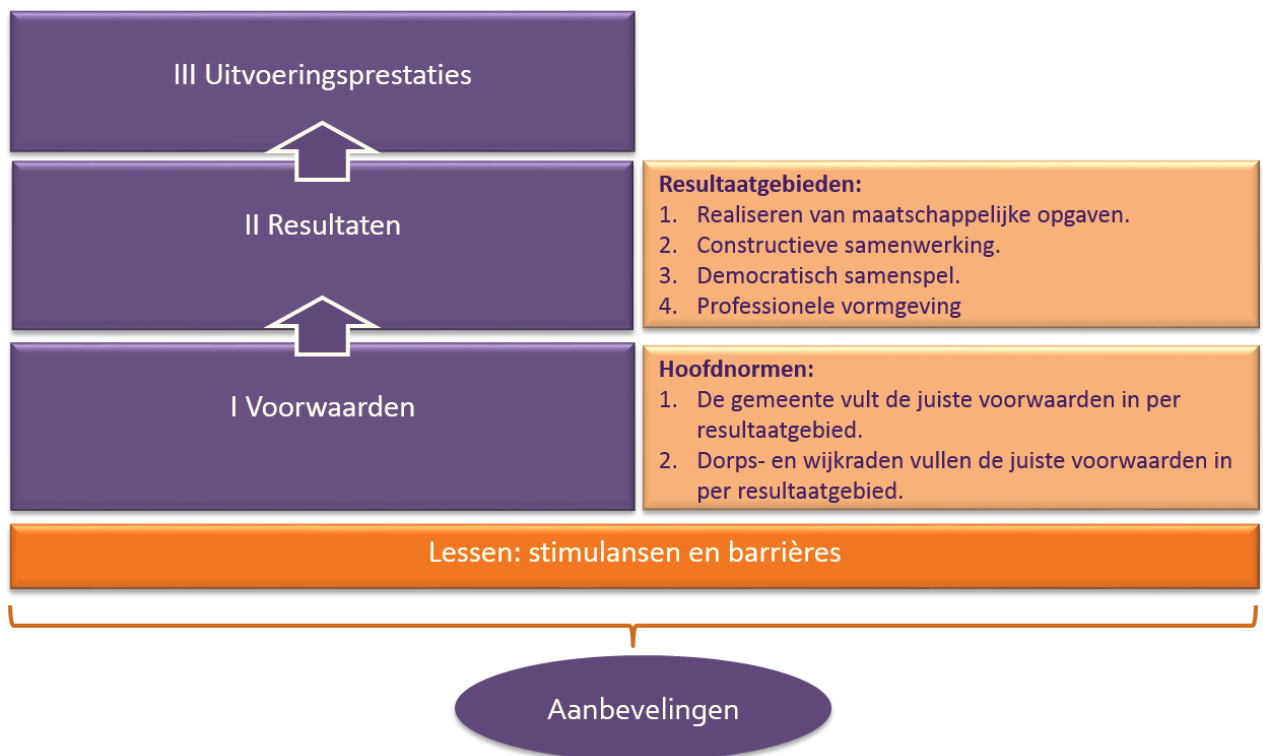 III Uitvoeringsprestaties
II Resultaten
Resultaatgebieden:
1. Realiseren van maatschappelijke opgaven.
2. Constructieve samenwerking.
3. Democratisch samenspel.
4. Professionele vormgeving
I Voorwaarden
Hoofdnormen:
1. De gemeente vult de juiste voorwaarden in per
resultaatgebied.
2. Dorps- en wijkraden vullen de juiste voorwaarden in
per resultaatgebied.
Lessen: stimulansen en barrières
Aanbevelingen